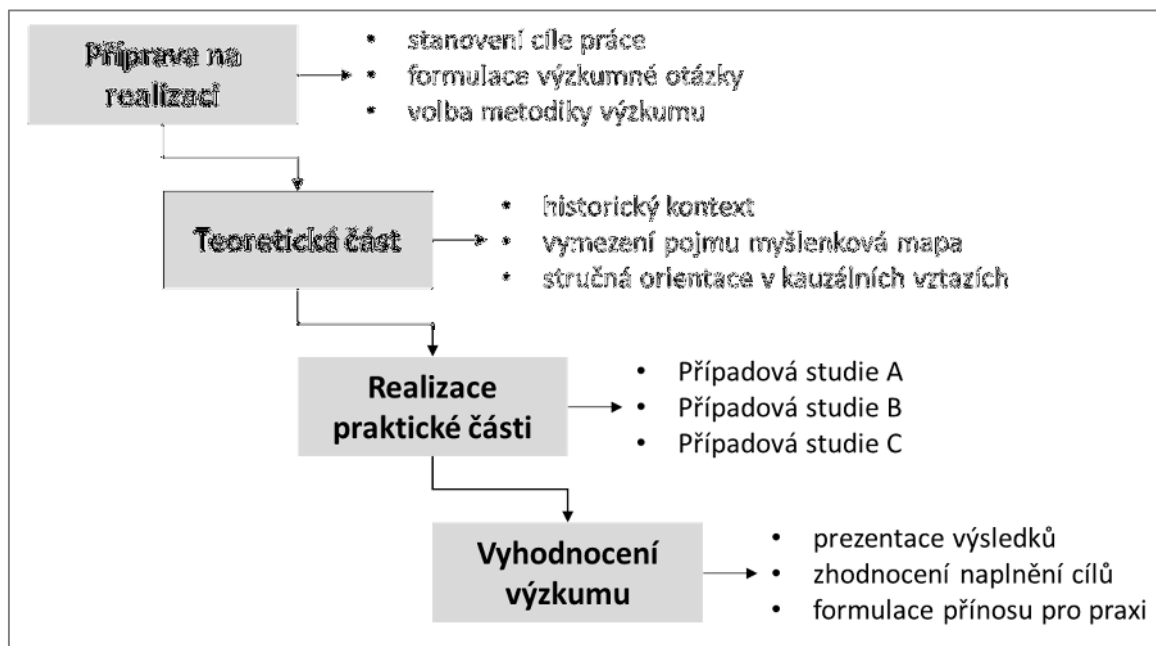 Příprava na
realizaci
• stanovení cíle práce
• formulace výzkumné otázky
• volba metodiky výzkumu
Teoretická část
• historický kontext
• vymezení pojmu myšlenková mapa
• stručná orientace v kauzálních vztazích
Realizace
praktické části
• Případová studie A
• Případová studie B
• Případová studie C
Vyhodnocení
výzkumu
• prezentace výsledků
• zhodnocení naplnění cílů
• formulace přínosu pro praxi